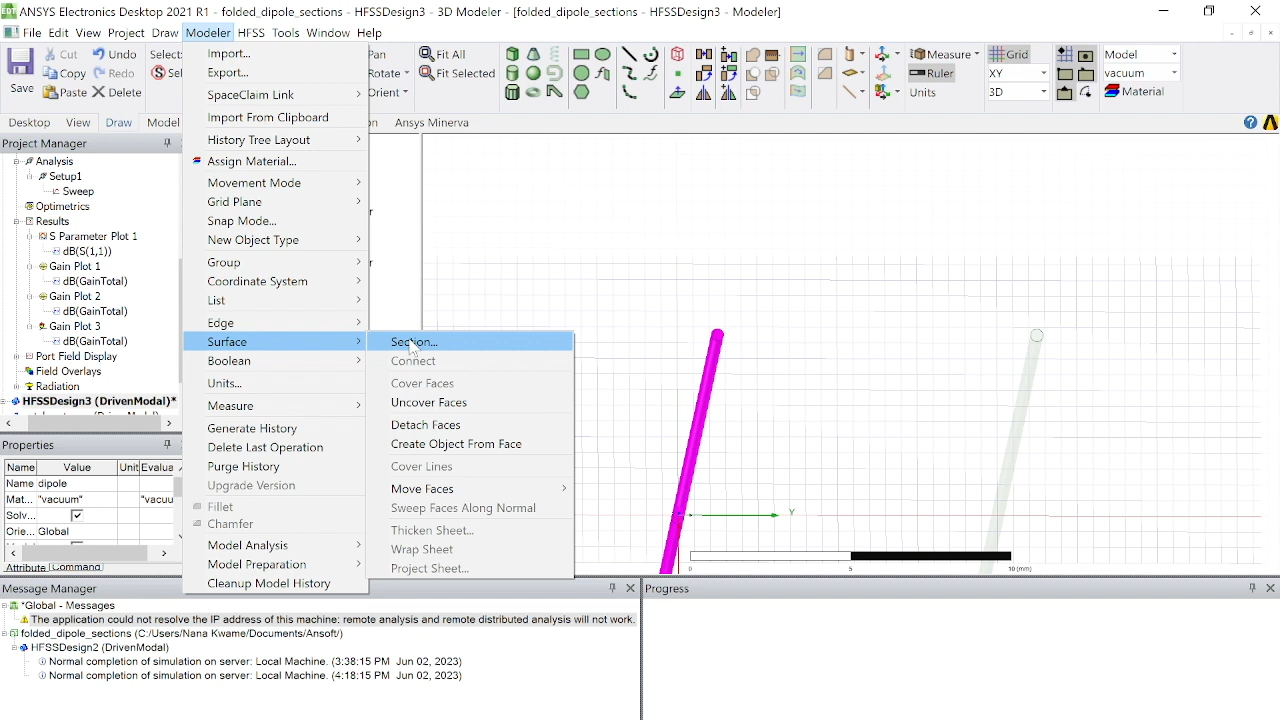 ANSYS Electronics Desktop 2021 R1 - folded_dipole_sections - HFSSDesign3 - 3D Modeler - [folded_dipole_sections - HFSSDesign3 - Modeler]
File Edit View Project Draw Modeler HFSS Tools Window Help
Save
Cut Undo Select
Copy Redo Sel
Paste Delete
Pan
Rotate
Orient
Fit All
Fit Selected
Measure
Ruler
Units
Grid
XY
3D
Model
vacuum
Material
Desktop View Draw Model
Ansys Minerva
Project Manager
Analysis
Setup1
Sweep
Optimetrics
Results
S Parameter Plot 1
dB(S(1,1))
Gain Plot 1
dB(GainTotal)
Gain Plot 2
dB(GainTotal)
Gain Plot 3
dB(GainTotal)
Port Field Display
Field Overlays
Radiation
HFSSDesign3 (DrivenModal)*
Properties
Name Value Unit Evalua
Name dipole
Mat... "vacuum" "vacuu
Solv...
Orie... Global
Attribute Command
Import...
Export...
SpaceClaim Link
Import From Clipboard
History Tree Layout
Assign Material...
Movement Mode
Grid Plane
Snap Mode...
New Object Type
Group
Coordinate System
List
Edge
Surface
Boolean
Units...
Measure
Generate History
Delete Last Operation
Purge History
Upgrade Version
Fillet
Chamfer
Model Analysis
Model Preparation
Cleanup Model History
Section...
Connect
Cover Faces
Uncover Faces
Detach Faces
Create Object From Face
Cover Lines
Move Faces
Sweep Faces Along Normal
Thicken Sheet...
Wrap Sheet
Project Sheet...
Y
0 5 10 (mm)
Message Manager
*Global - Messages
The application could not resolve the IP address of this machine: remote analysis and remote distributed analysis will not work.
folded_dipole_sections (C:/Users/Nana Kwame/Documents/Ansoft/)
HFSSDesign2 (DrivenModal)
Normal completion of simulation on server: Local Machine. (3:38:15 PM Jun 02, 2023)
Normal completion of simulation on server: Local Machine. (4:18:15 PM Jun 02, 2023)
Progress